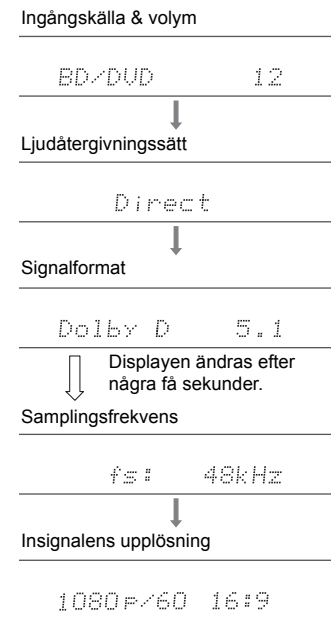 Ingångskälla & volym
BD/DVD 12
Ljudåtergivningssätt
Direct
Signalformat
Dolby D 5.1
Displayen ändras efter
några få sekunder.
Samplingsfrekvens
fs: 48kHz
Insignalens upplösning
1080p/60 16:9